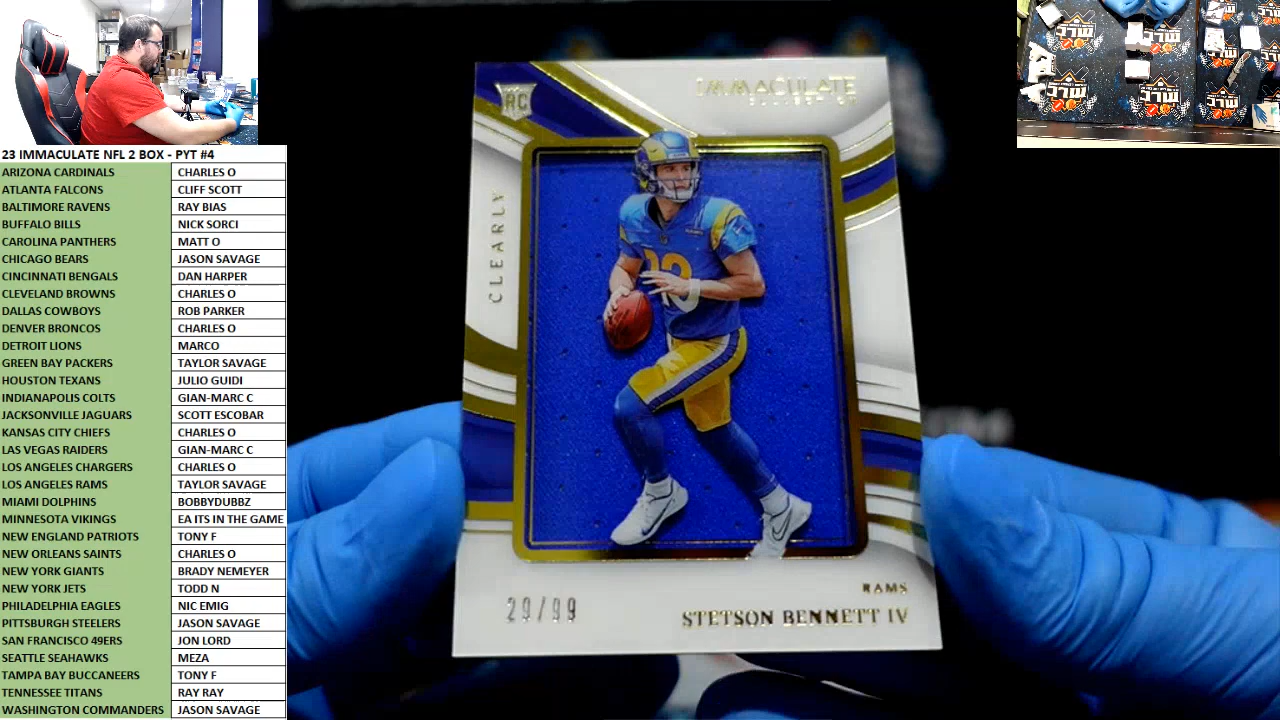 23 IMMACULATE NFL 2 BOX - PYT #4
ARIZONA CARDINALS CHARLES O
ATLANTA FALCONS CLIFF SCOTT
BALTIMORE RAVENS RAY BIAS
BUFFALO BILLS NICK SORCI
CAROLINA PANTHERS MATT O
CHICAGO BEARS JASON SAVAGE
CINCINNATI BENGALS DAN HARPER
CLEVELAND BROWNS CHARLES O
DALLAS COWBOYS ROB PARKER
DENVER BRONCOS CHARLES O
DETROIT LIONS MARCO
GREEN BAY PACKERS TAYLOR SAVAGE
HOUSTON TEXANS JULIO GUIDI
INDIANAPOLIS COLTS GIAN-MARC C
JACKSONVILLE JAGUARS SCOTT ESCOBAR
KANSAS CITY CHIEFS CHARLES O
LAS VEGAS RAIDERS GIAN-MARC C
LOS ANGELES CHARGERS CHARLES O
LOS ANGELES RAMS TAYLOR SAVAGE
MIAMI DOLPHINS BOBBYDUBBZ
MINNESOTA VIKINGS EA ITS IN THE GAME
NEW ENGLAND PATRIOTS TONY F
NEW ORLEANS SAINTS CHARLES O
NEW YORK GIANTS BRADY NEMEYER
NEW YORK JETS TODD N
PHILADELPHIA EAGLES NIC EMIG
PITTSBURGH STEELERS JASON SAVAGE
SAN FRANCISCO 49ERS JON LORD
SEATTLE SEAHAWKS MEZA
TAMPA BAY BUCCANEERS TONY F
TENNESSEE TITANS RAY RAY
WASHINGTON COMMANDERS JASON SAVAGE
RC
IMMACULATE
COLLECTION
CLEARLY
13
RAMS
29/99
STETSON BENNETT IV